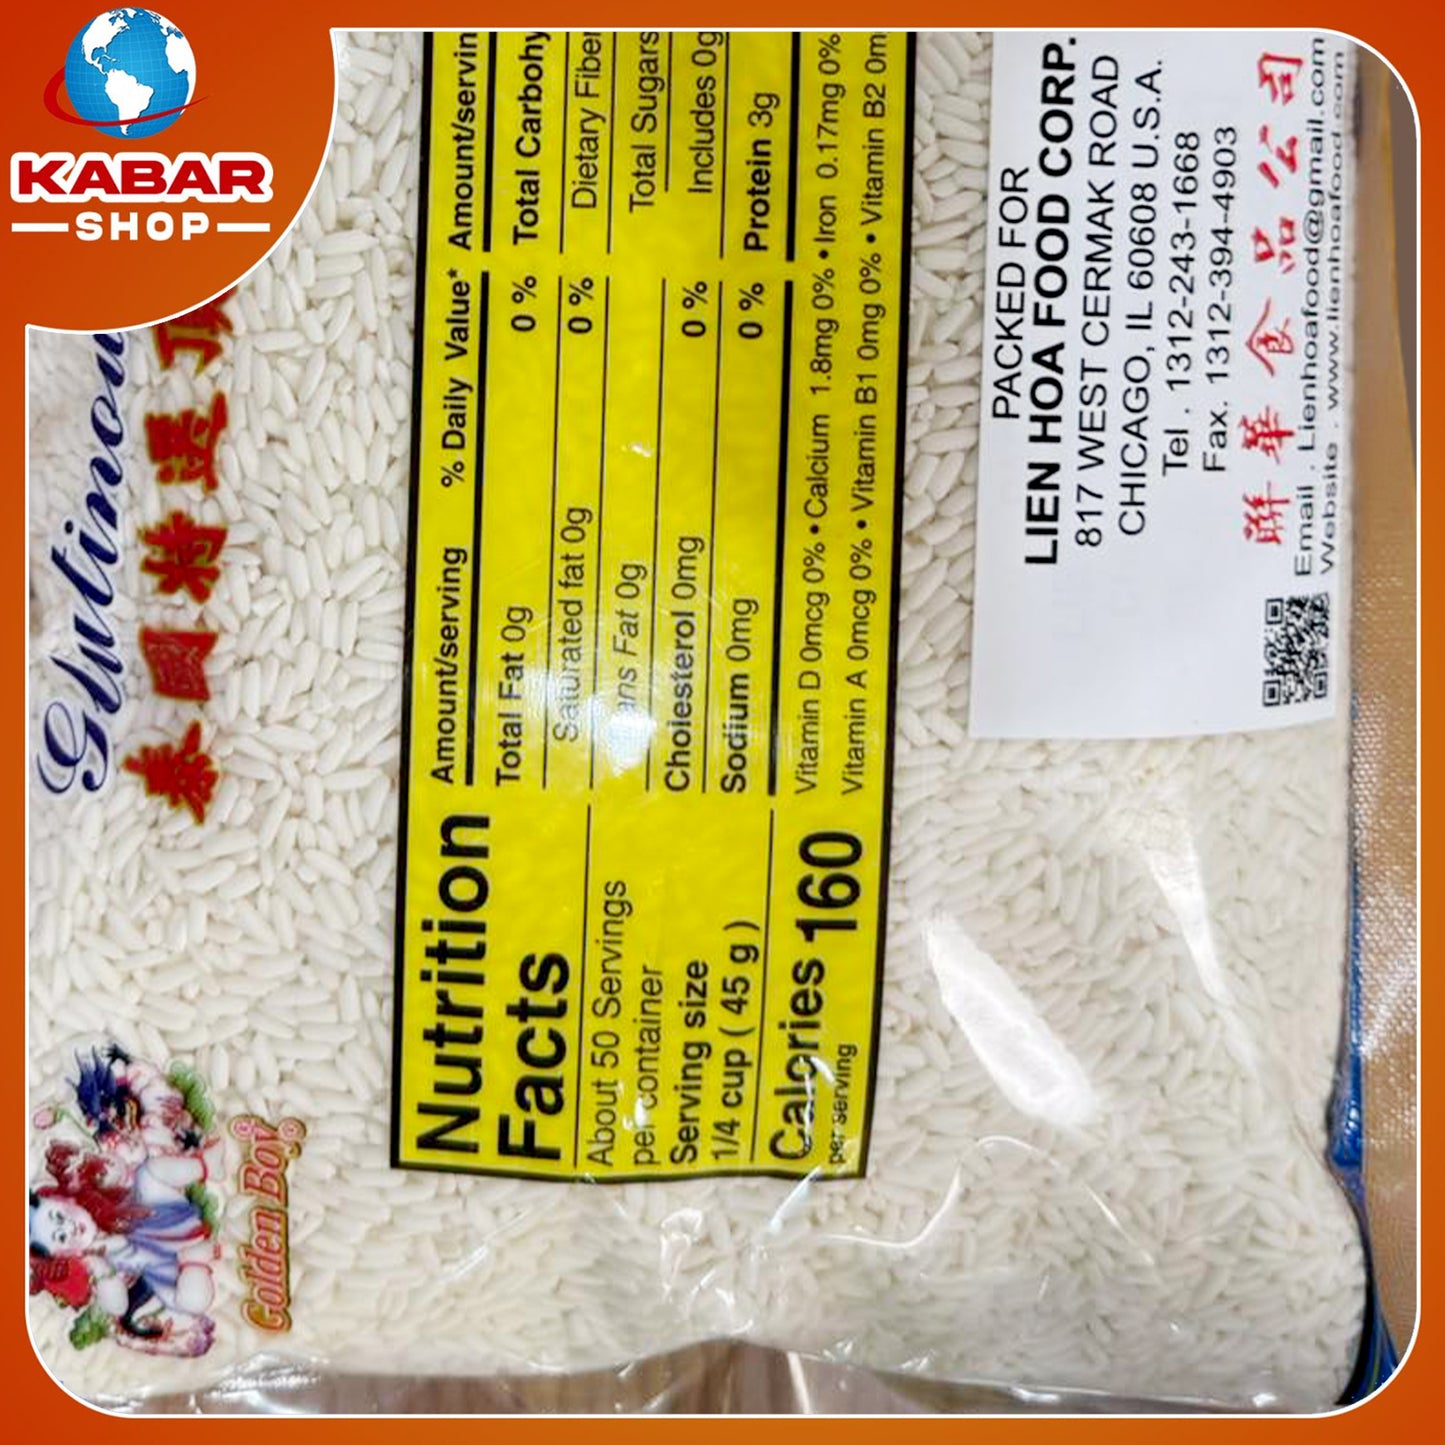 KABAR
SHOP
Glutinou
泰國特選頂
Golden Boy
Nutrition
Facts
About 50 Servings
per container
Serving size
1/4 cup ( 45 g )
Calories 160
per serving
Amount/serving % Daily Value*
Total Fat 0g 0 %
Saturated fat 0g 0 %
ans Fat 0g
Cholesterol 0mg 0 %
Sodium 0mg 0 %
Amount/servin
Total Carbohy
Dietary Fiber
Total Sugars
Includes 0g
Protein 3g
Vitamin D 0mcg 0% • Calcium 1.8mg 0% • Iron 0.17mg 0%
Vitamin A 0mcg 0% • Vitamin B1 0mg 0% • Vitamin B2 0m
PACKED FOR
LIEN HOA FOOD CORP.
817 WEST CERMAK ROAD
CHICAGO, IL 60608 U.S.A.
Tel . 1312-243-1668
Fax. 1312-394-4903
聯華食品公司
Email . Lienhoafood@gmail.com
Website . www.lienhoafood.com